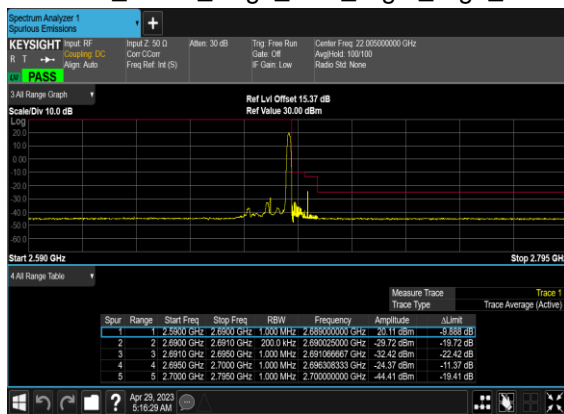 Spectrum Analyzer 1
Spurious Emissions
KEYSIGHT Input: RF Input Z: 50 Ω Atten: 30 dB Trig: Free Run Center Freq: 22.005000000 GHz
R T Coupling: DC Corr CCorr Gate: Off Avg|Hold: 100/100
Align: Auto Freq Ref: Int (S) IF Gain: Low Radio Std: None
PASS
3 All Range Graph Ref Lvl Offset 15.37 dB
Scale/Div 10.0 dB Ref Value 30.00 dBm
Log
20.0
10.0
0.00
-10.0
-20.0
-30.0
-40.0
-50.0
-60.0
Start 2.590 GHz Stop 2.795 GH
4 All Range Table
Measure Trace Trace 1
Trace Type Trace Average (Active)
Spur Range Start Freq Stop Freq RBW Frequency Amplitude ΔLimit
1 1 2.5900 GHz 2.6900 GHz 1.000 MHz 2.689000000 GHz 20.11 dBm -9.888 dB
2 2 2.6900 GHz 2.6910 GHz 200.0 kHz 2.690025000 GHz -29.72 dBm -19.72 dB
3 3 2.6910 GHz 2.6950 GHz 1.000 MHz 2.691066667 GHz -32.42 dBm -22.42 dB
4 4 2.6950 GHz 2.7000 GHz 1.000 MHz 2.696308333 GHz -24.37 dBm -11.37 dB
5 5 2.7000 GHz 2.7950 GHz 1.000 MHz 2.700000000 GHz -44.41 dBm -19.41 dB
? Apr 29, 2023
5:16:29 AM